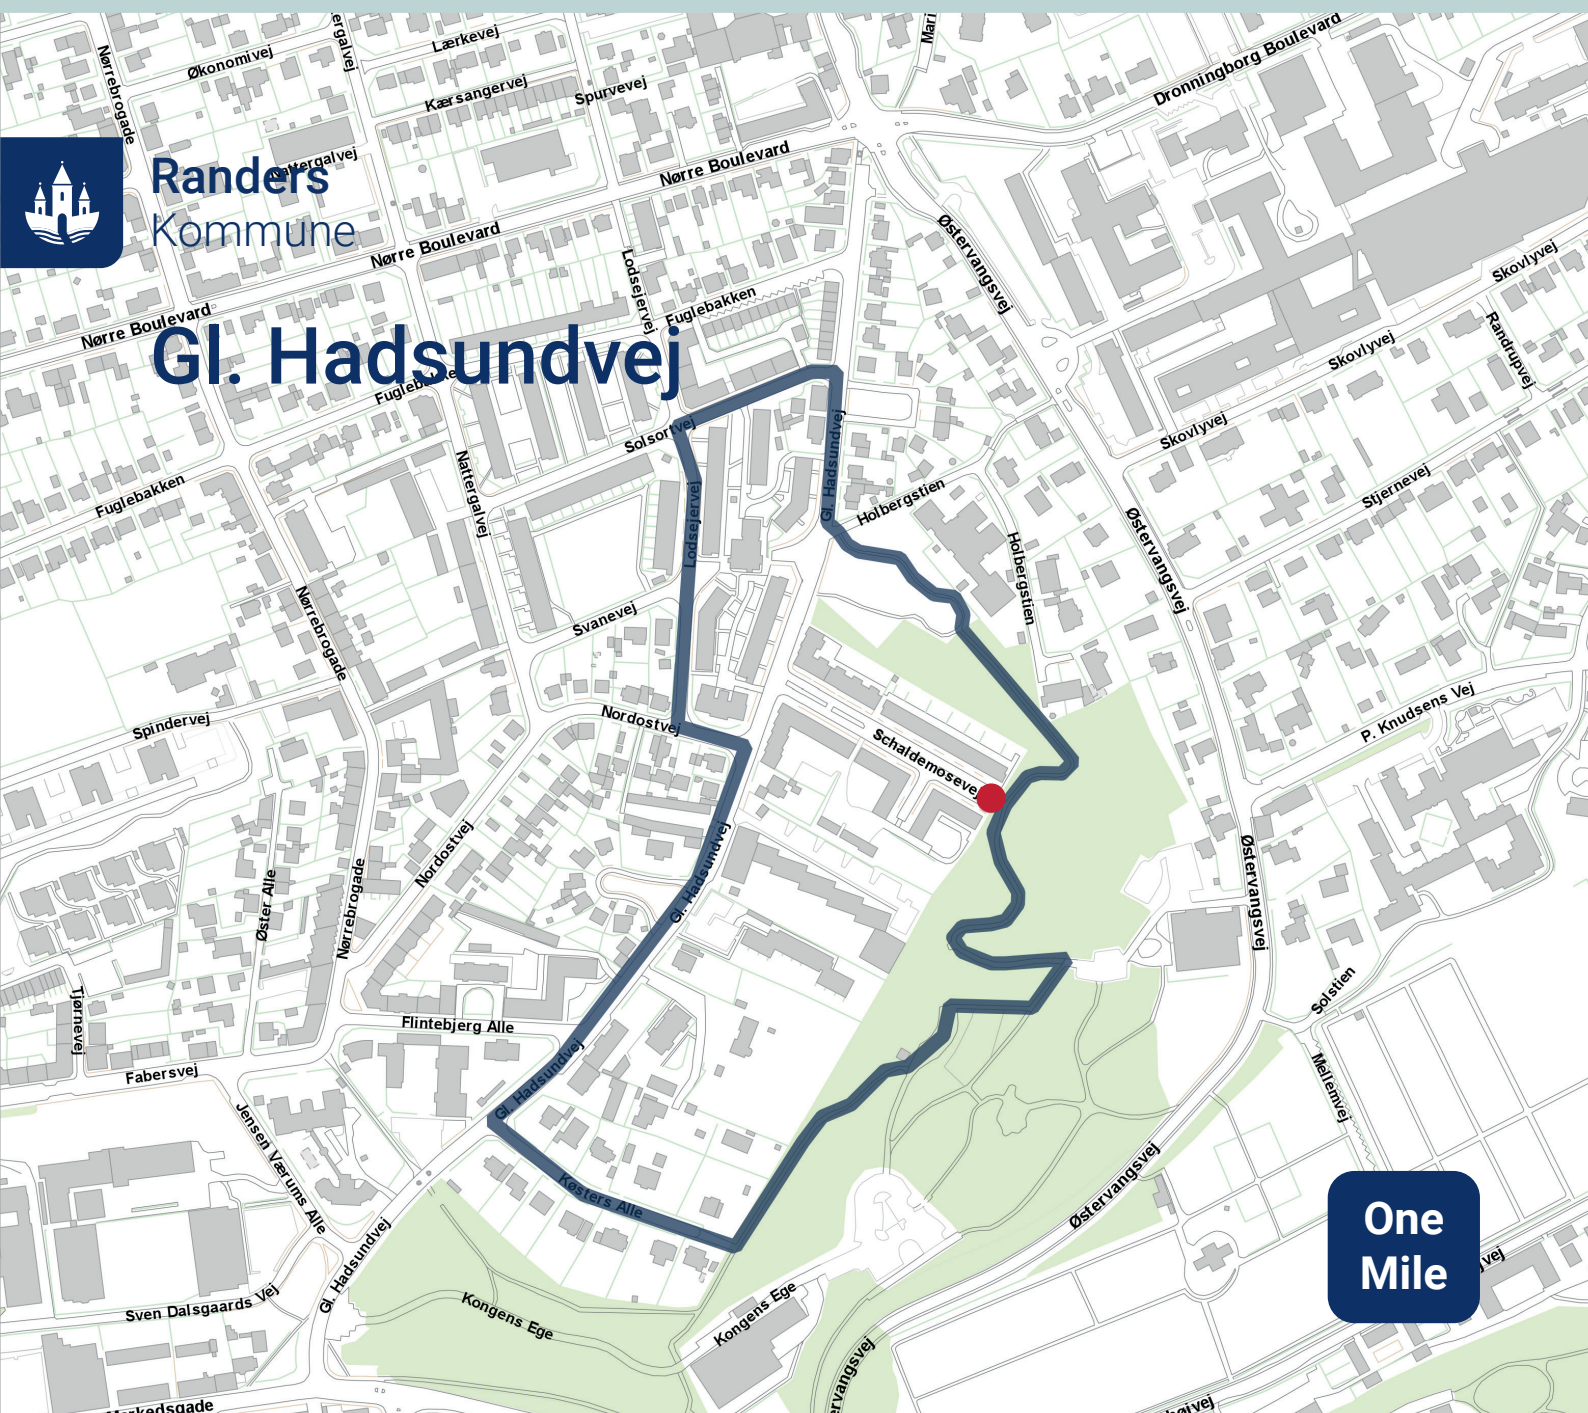 Lærkevej
Økonomivej
Nørrebrogade
Kærsangervej
Spurvevej
Dronningborg Boulevard
Nattergalvej
Randers
Kommune
Nørre Boulevard
Nørre Boulevard
Nørre Boulevard
Østervangsvej
Lodsejervej
Fuglebakken
Skovlyvej
Skovlyvej
Randrupvej
Gl. Hadsundvej
Solsortvej
Skovlyvej
Nattergalvej
Fuglebakken
Gl. Hadsundvej
Holbergstien
Stjernevej
Lodsejervej
Østervangsvej
Holbergstien
Nørrebrogade
Svanevej
Spindervej
Nordostvej
Schaldemosevej
P. Knudsens Vej
Nordostvej
Gl. Hadsundvej
Øster Alle
Nørrebrogade
Østervangsvej
Tjørnevej
Flintebjerg Alle
Solstien
Fabersvej
Gl. Hadsundvej
Mellemvej
Jensen Værums Alle
Køsters Alle
Østervangsvej
Gl. Hadsundvej
One
Mile
Sven Dalsgaards Vej
Kongens Ege
Kongens Ege